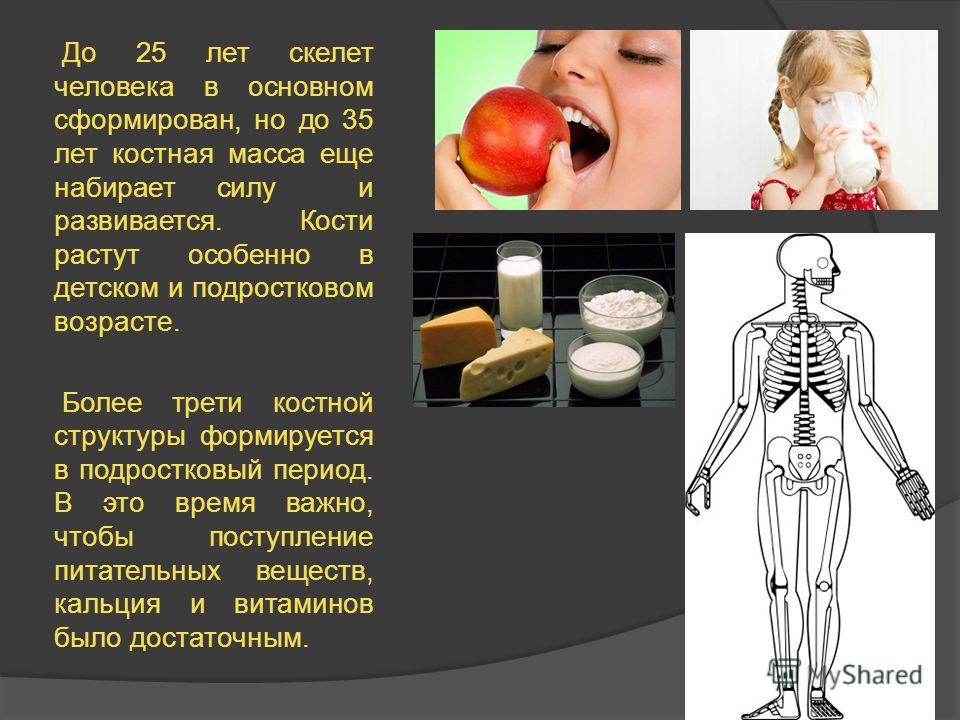 До 25 лет скелет
человека в основном
сформирован, но до 35
лет костная масса еще
набирает силу и
развивается. Кости
растут особенно в
детском и подростковом
возрасте.
Более трети костной
структуры формируется
в подростковый период.
В это время важно,
чтобы поступление
питательных веществ,
кальция и витаминов
было достаточным.
MyShared